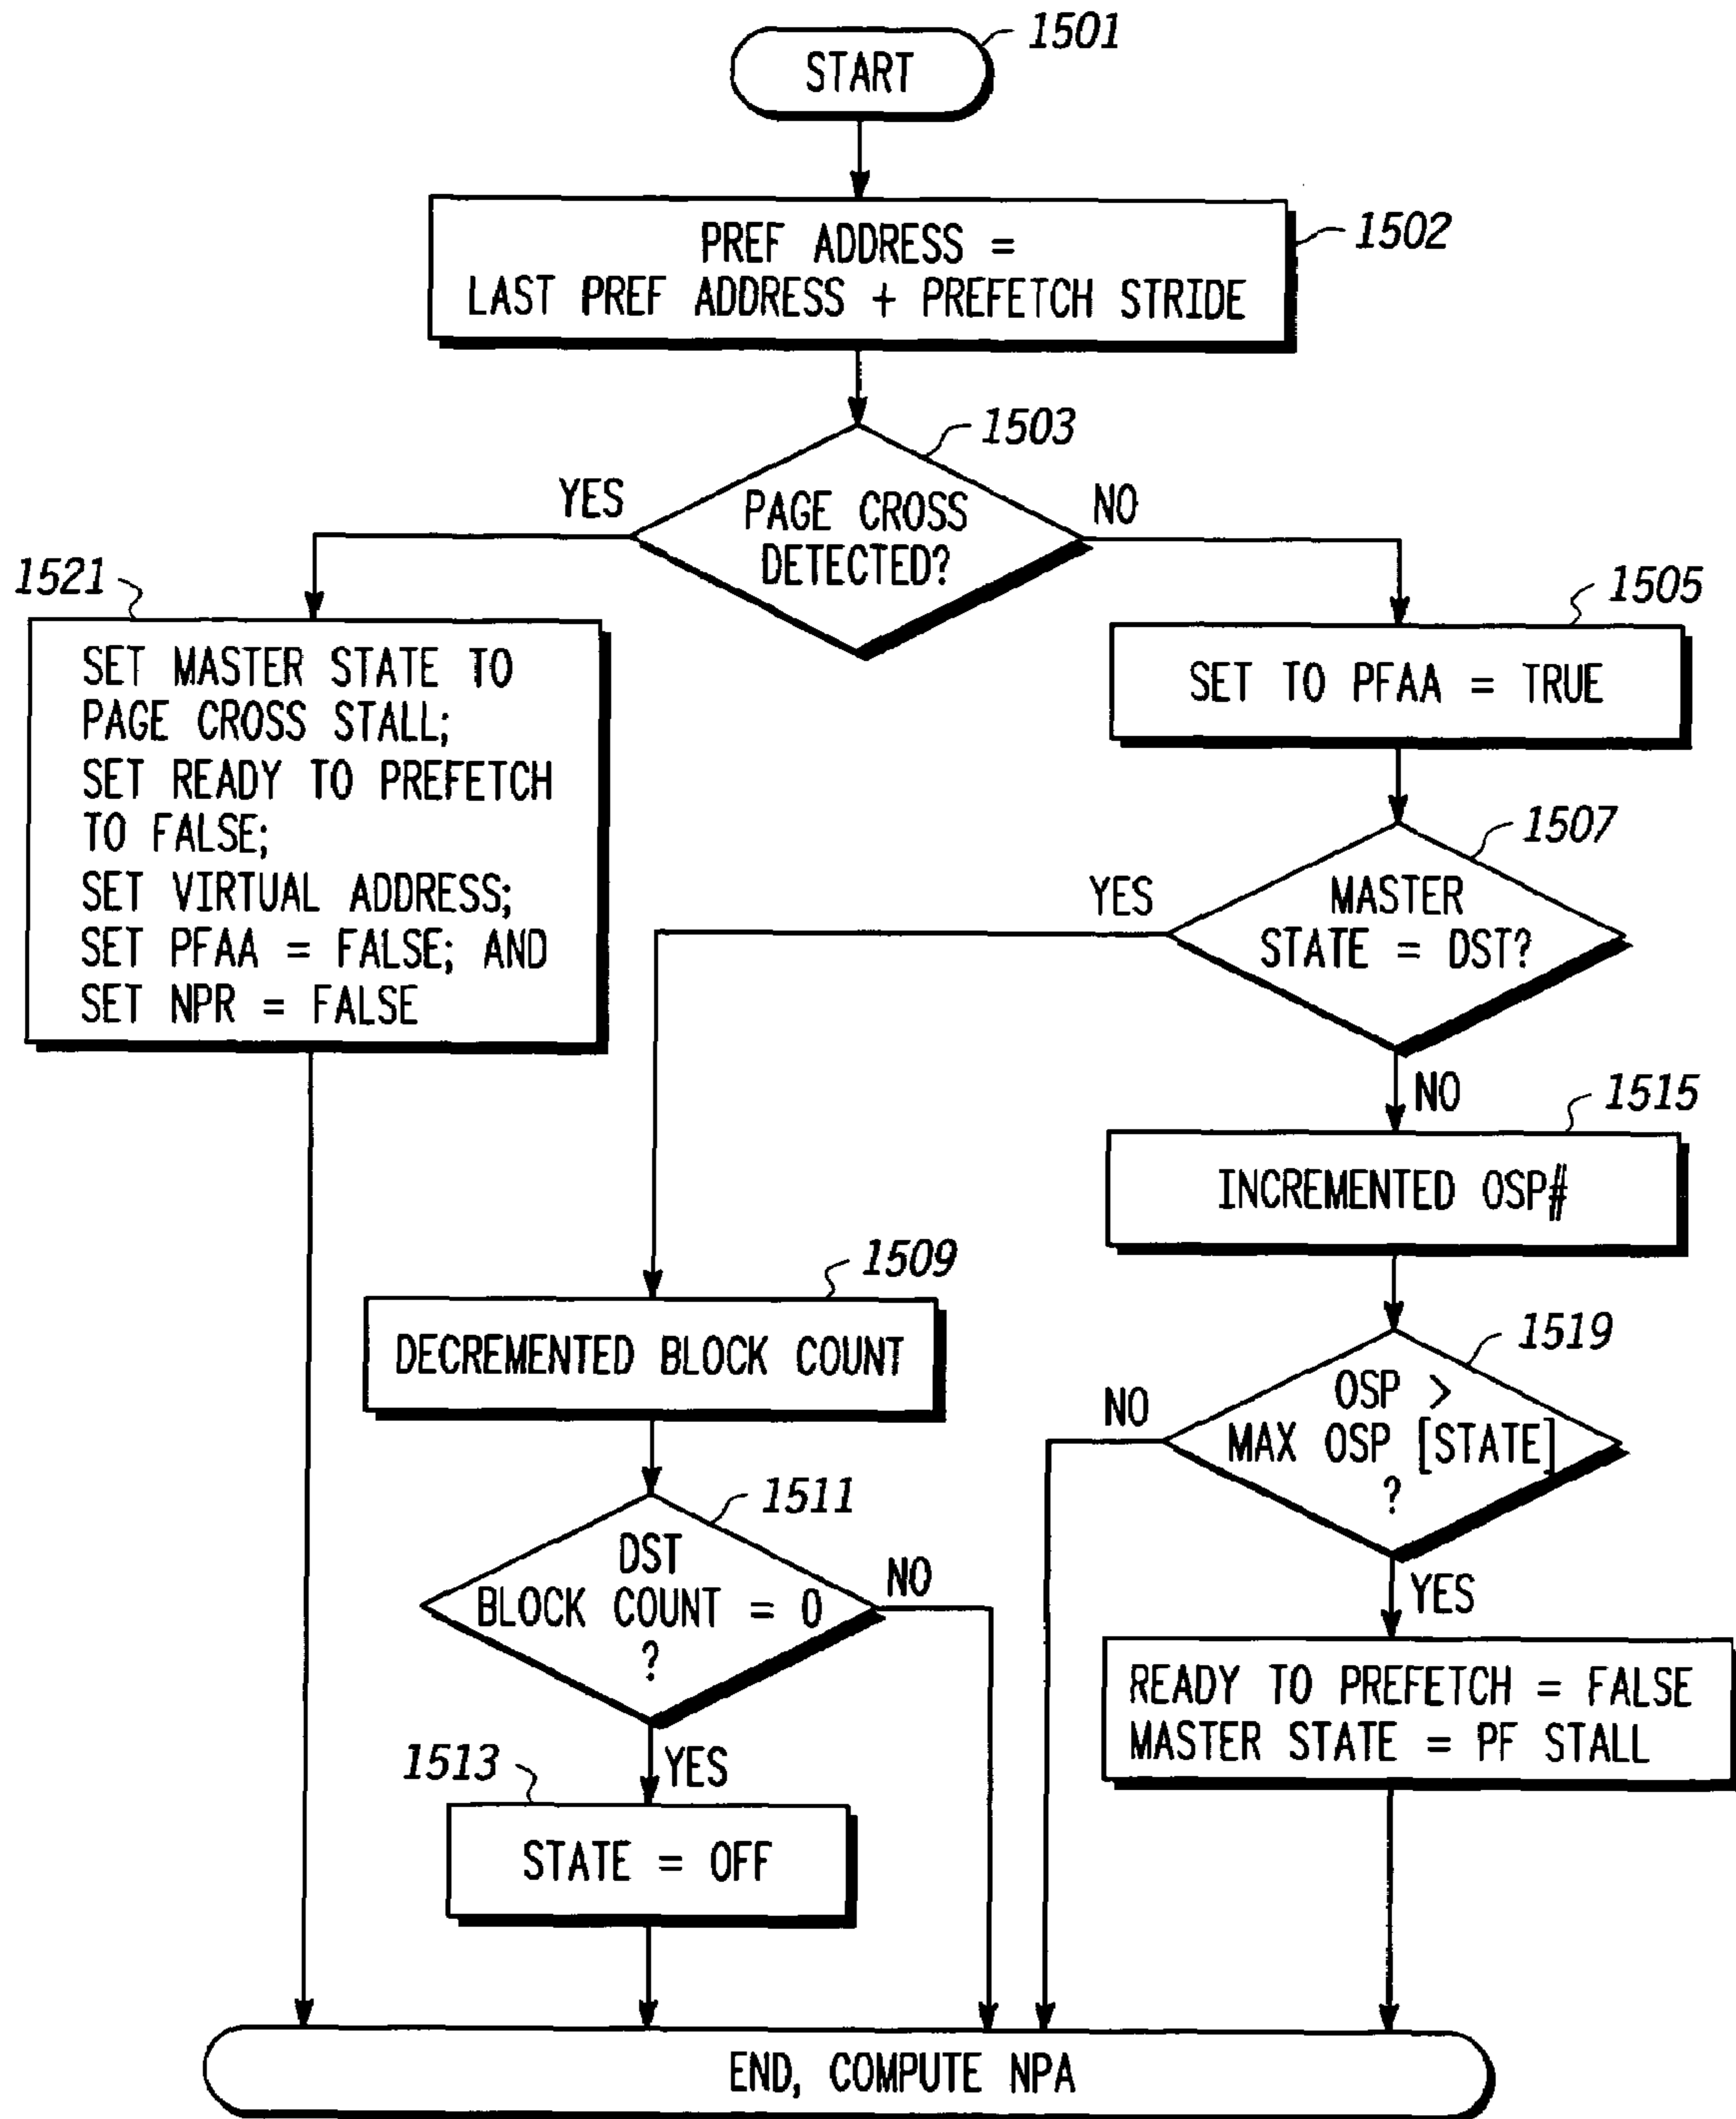 START
1501
PREF ADDRESS =
LAST PREF ADDRESS + PREFETCH STRIDE
1502
1503
PAGE CROSS
DETECTED?
YES
NO
1521
SET MASTER STATE TO
PAGE CROSS STALL;
SET READY TO PREFETCH
TO FALSE;
SET VIRTUAL ADDRESS;
SET PFAA = FALSE; AND
SET NPR = FALSE
1505
SET TO PFAA = TRUE
1507
MASTER
STATE = DST?
YES
NO
1515
INCREMENTED OSP#
1509
DECREMENTED BLOCK COUNT
1519
OSP >
MAX OSP [STATE]
?
NO
YES
1511
DST
BLOCK COUNT = 0
?
NO
YES
READY TO PREFETCH = FALSE
MASTER STATE = PF STALL
1513
STATE = OFF
END, COMPUTE NPA